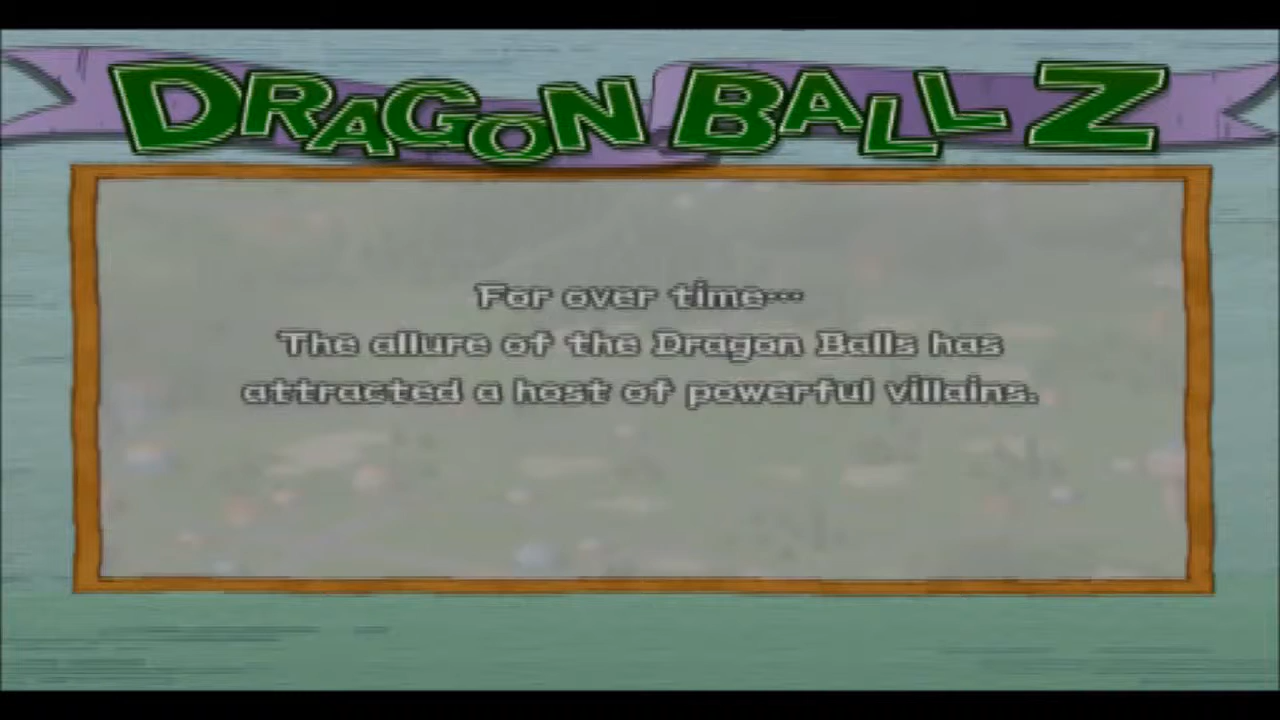 DRAGON BALL Z
For over time…
The allure of the Dragon Balls has
attracted a host of powerful villains.